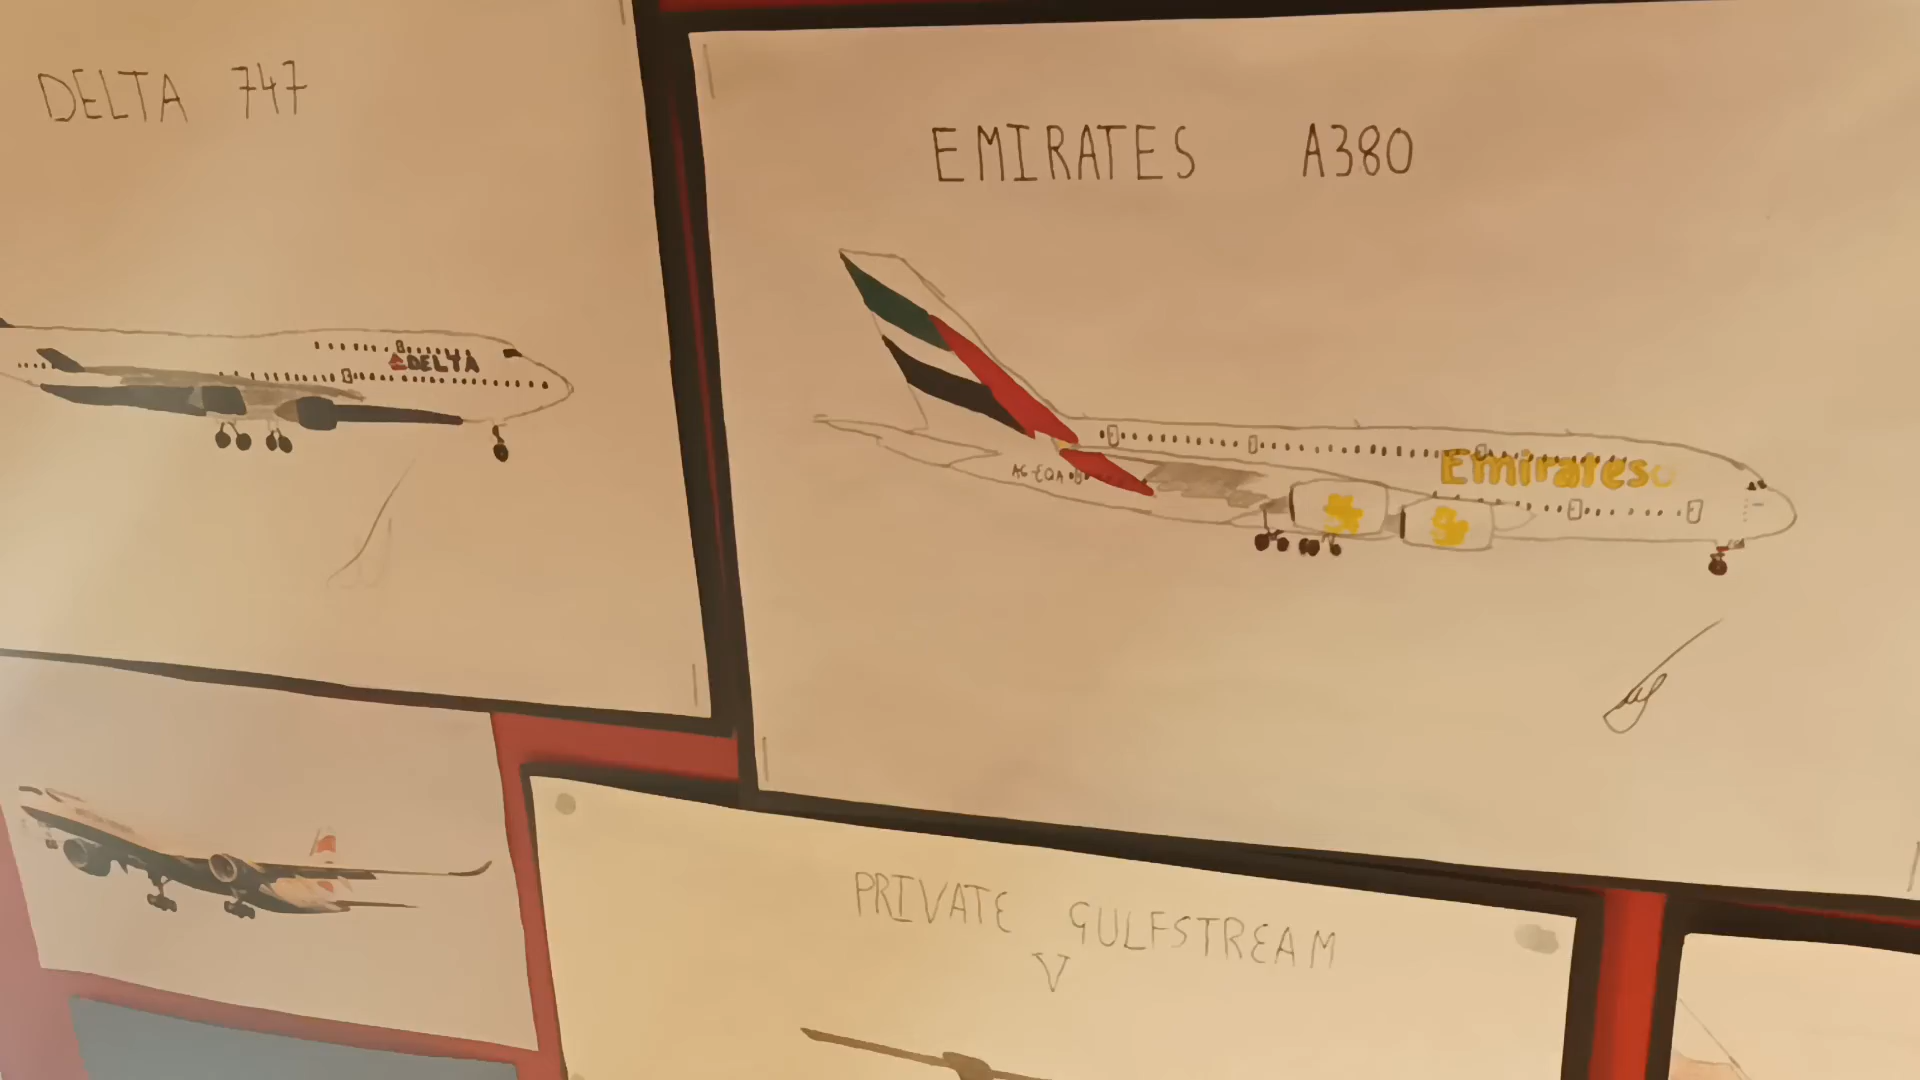 DELTA 747
DELTA
EMIRATES A380
Emirates
PRIVATE GULFSTREAM
V